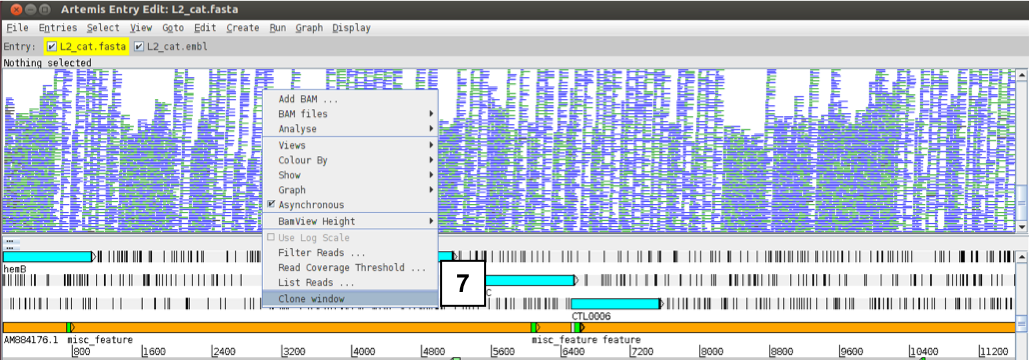 Artemis Entry Edit: L2_cat.fasta
File Entries Select View Goto Edit Create Run Graph Display
Entry: L2_cat.fasta L2_cat.embl
Nothing selected
Add BAM ...
BAM files
Analyse
Views
Colour By
Show
Graph
Asynchronous
BamView Height
Use Log Scale
Filter Reads ...
Read Coverage Threshold ...
List Reads ...
Clone window
7
hemB
C
CTL0006
AM884176.1 misc_feature misc_feature feature
800 1600 2400 3200 4000 4800 5600 6400 7200 8000 8800 9600 10400 11200